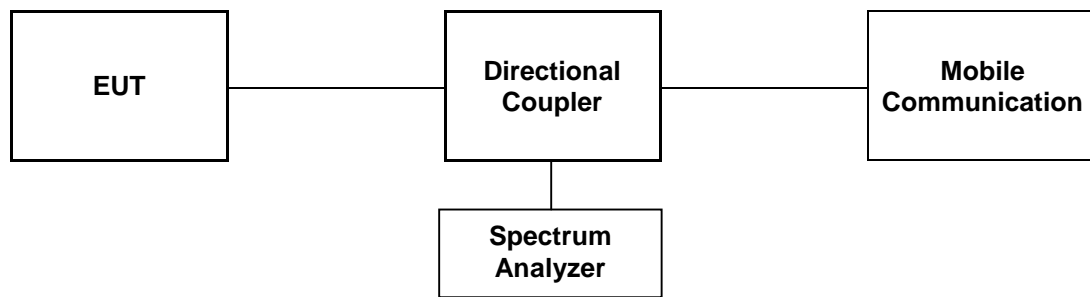 EUT
Directional
Coupler
Mobile
Communication
Spectrum
Analyzer